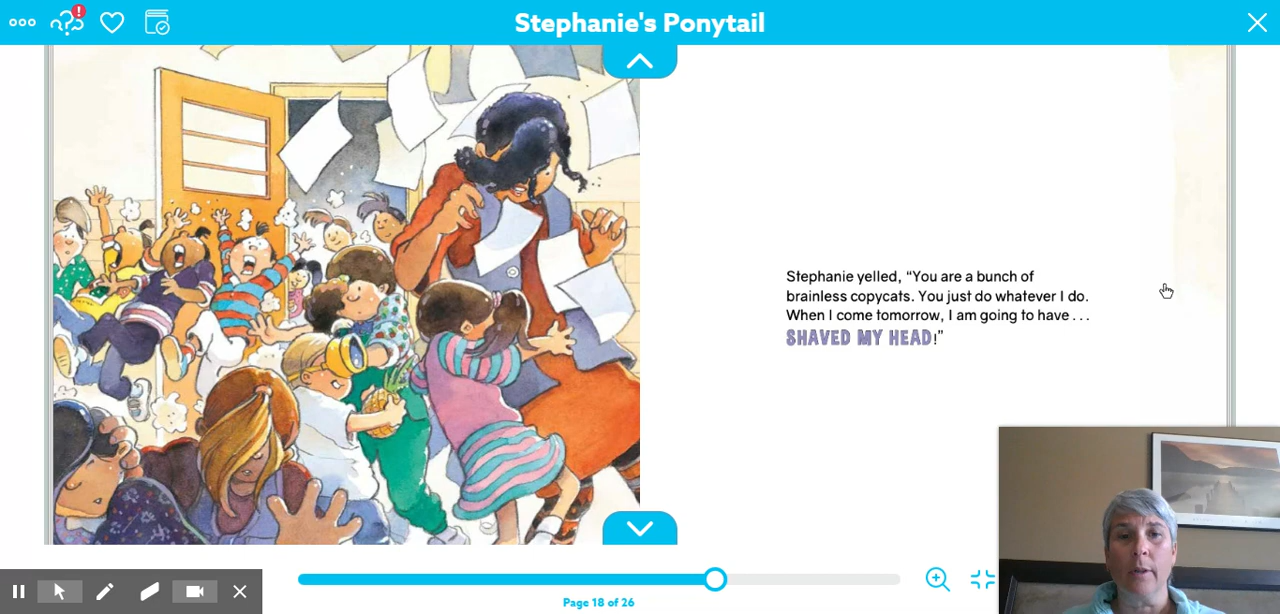 Stephanie's Ponytail
Stephanie yelled, “You are a bunch of
brainless copycats. You just do whatever I do.
When I come tomorrow, I am going to have . . .
SHAVED MY HEAD!”
Page 18 of 26